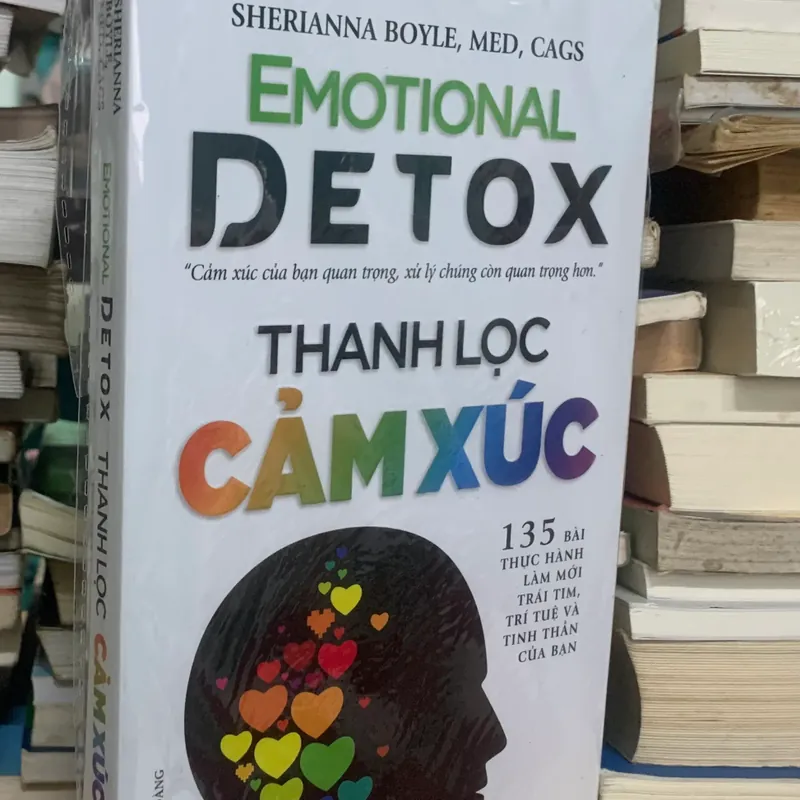 SHERIANNA BOYLE, MED, CAGS
EMOTIONAL
DETOX
“Cảm xúc của bạn quan trọng, xử lý chúng còn quan trọng hơn.”
THANH LỌC
CẢM XÚC
135 BÀI
THỰC HÀNH
LÀM MỚI
TRÁI TIM,
TRÍ TUỆ VÀ
TINH THẦN
CỦA BẠN
SHERIANNA
BOYLE,
EMOTIONAL DETOX THANH LỌC CẢM XÚC